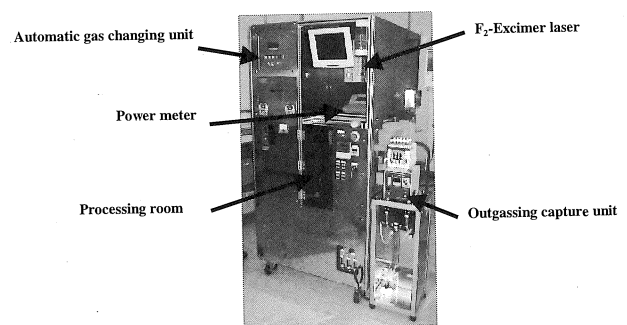 Automatic gas changing unit
F₂-Excimer laser
Power meter
Processing room
Outgassing capture unit